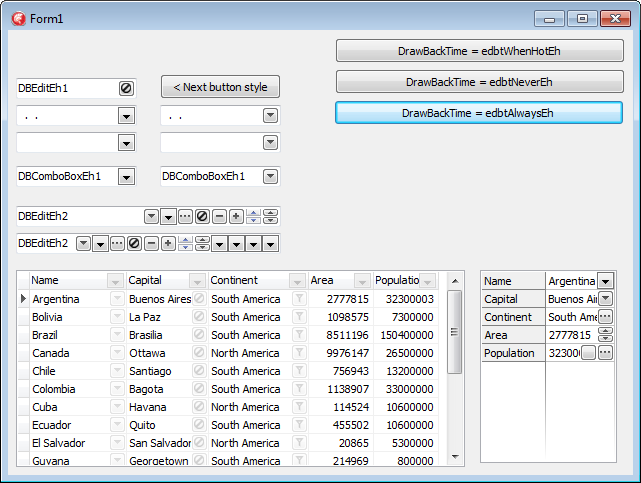 Form1
DrawBackTime = edbtWhenHotEh
DBEditEh1
< Next button style
DrawBackTime = edbtNeverEh
. .
. .
DrawBackTime = edbtAlwaysEh
DBComboBoxEh1
DBComboBoxEh1
DBEditEh2
DBEditEh2
Name Capital Continent Area Populatio
Argentina Buenos Aires South America 2777815 32300003
Bolivia La Paz South America 1098575 7300000
Brazil Brasilia South America 8511196 150400000
Canada Ottawa North America 9976147 26500000
Chile Santiago South America 756943 13200000
Colombia Bagota South America 1138907 33000000
Cuba Havana North America 114524 10600000
Ecuador Quito South America 455502 10600000
El Salvador San Salvador North America 20865 5300000
Guyana Georgetown South America 214969 800000
Name Argentina
Capital Buenos Ai
Continent South Ame
Area 2777815
Population 32300